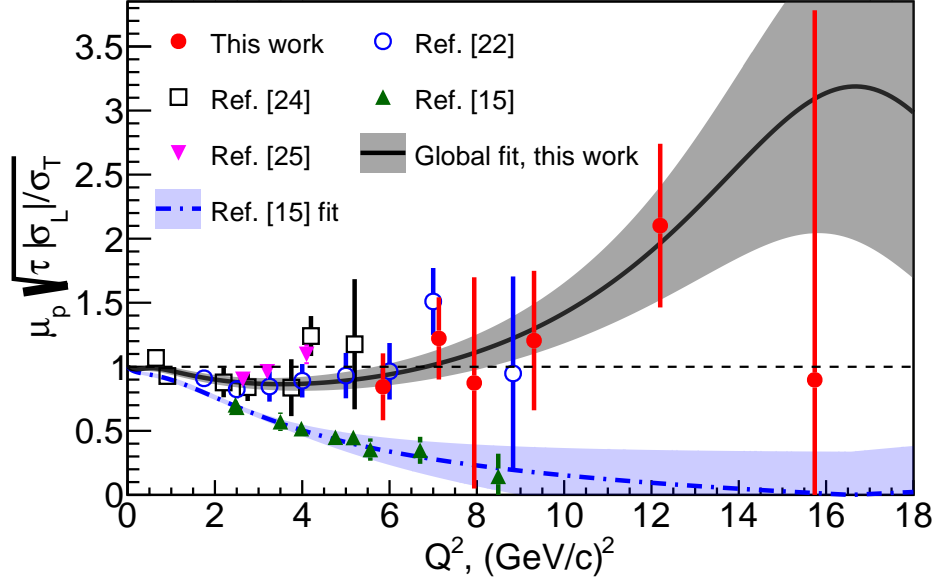 This work
Ref. [22]
Ref. [24]
Ref. [15]
Ref. [25]
Global fit, this work
Ref. [15] fit
μp √τ |σL|/σT
3.5
3
2.5
2
1.5
1
0.5
0
0 2 4 6 8 10 12 14 16 18
Q², (GeV/c)²